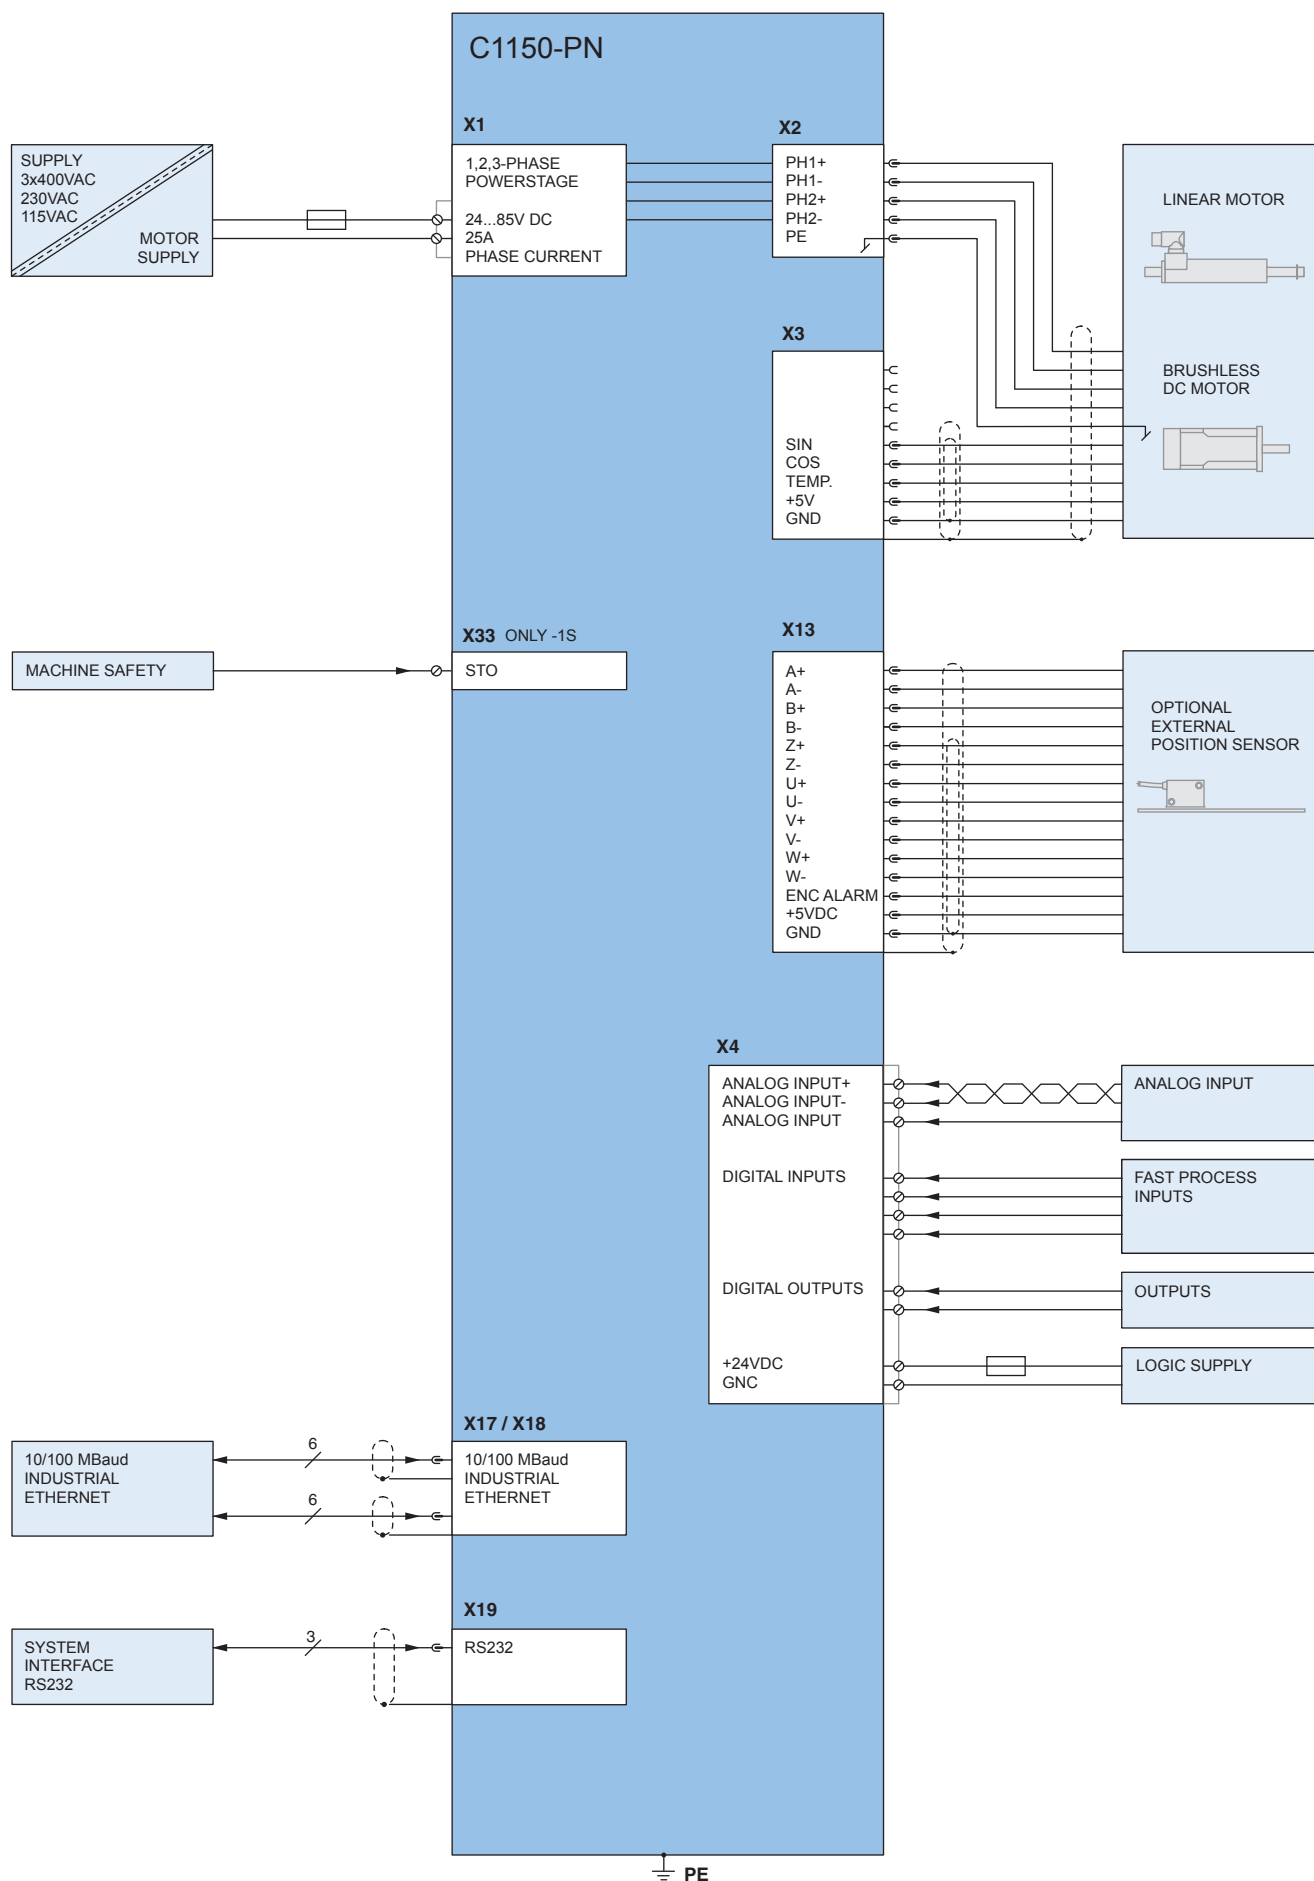 C1150-PN
X1
SUPPLY
3x400VAC
230VAC
115VAC
MOTOR
SUPPLY
1,2,3-PHASE
POWERSTAGE
24...85V DC
25A
PHASE CURRENT
X2
PH1+
PH1-
PH2+
PH2-
PE
LINEAR MOTOR
BRUSHLESS
DC MOTOR
X3
SIN
COS
TEMP.
+5V
GND
MACHINE SAFETY
X33 ONLY -1S
STO
X13
A+
A-
B+
B-
Z+
Z-
U+
U-
V+
V-
W+
W-
ENC ALARM
+5VDC
GND
OPTIONAL
EXTERNAL
POSITION SENSOR
X4
ANALOG INPUT+
ANALOG INPUT-
ANALOG INPUT
DIGITAL INPUTS
DIGITAL OUTPUTS
+24VDC
GNC
ANALOG INPUT
FAST PROCESS
INPUTS
OUTPUTS
LOGIC SUPPLY
10/100 MBaud
INDUSTRIAL
ETHERNET
6
6
X17 / X18
10/100 MBaud
INDUSTRIAL
ETHERNET
SYSTEM
INTERFACE
RS232
3
X19
RS232
PE